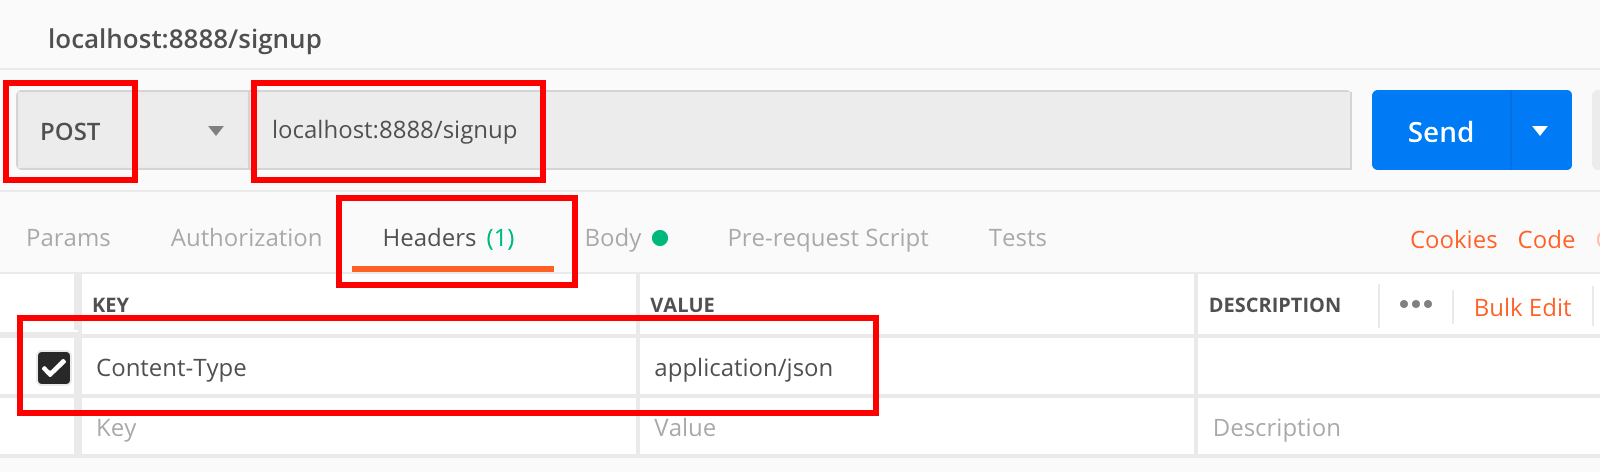 localhost:8888/signup
POST localhost:8888/signup Send
Params Authorization Headers (1) Body Pre-request Script Tests Cookies Code
KEY VALUE DESCRIPTION ••• Bulk Edit
Content-Type application/json
Key Value Description